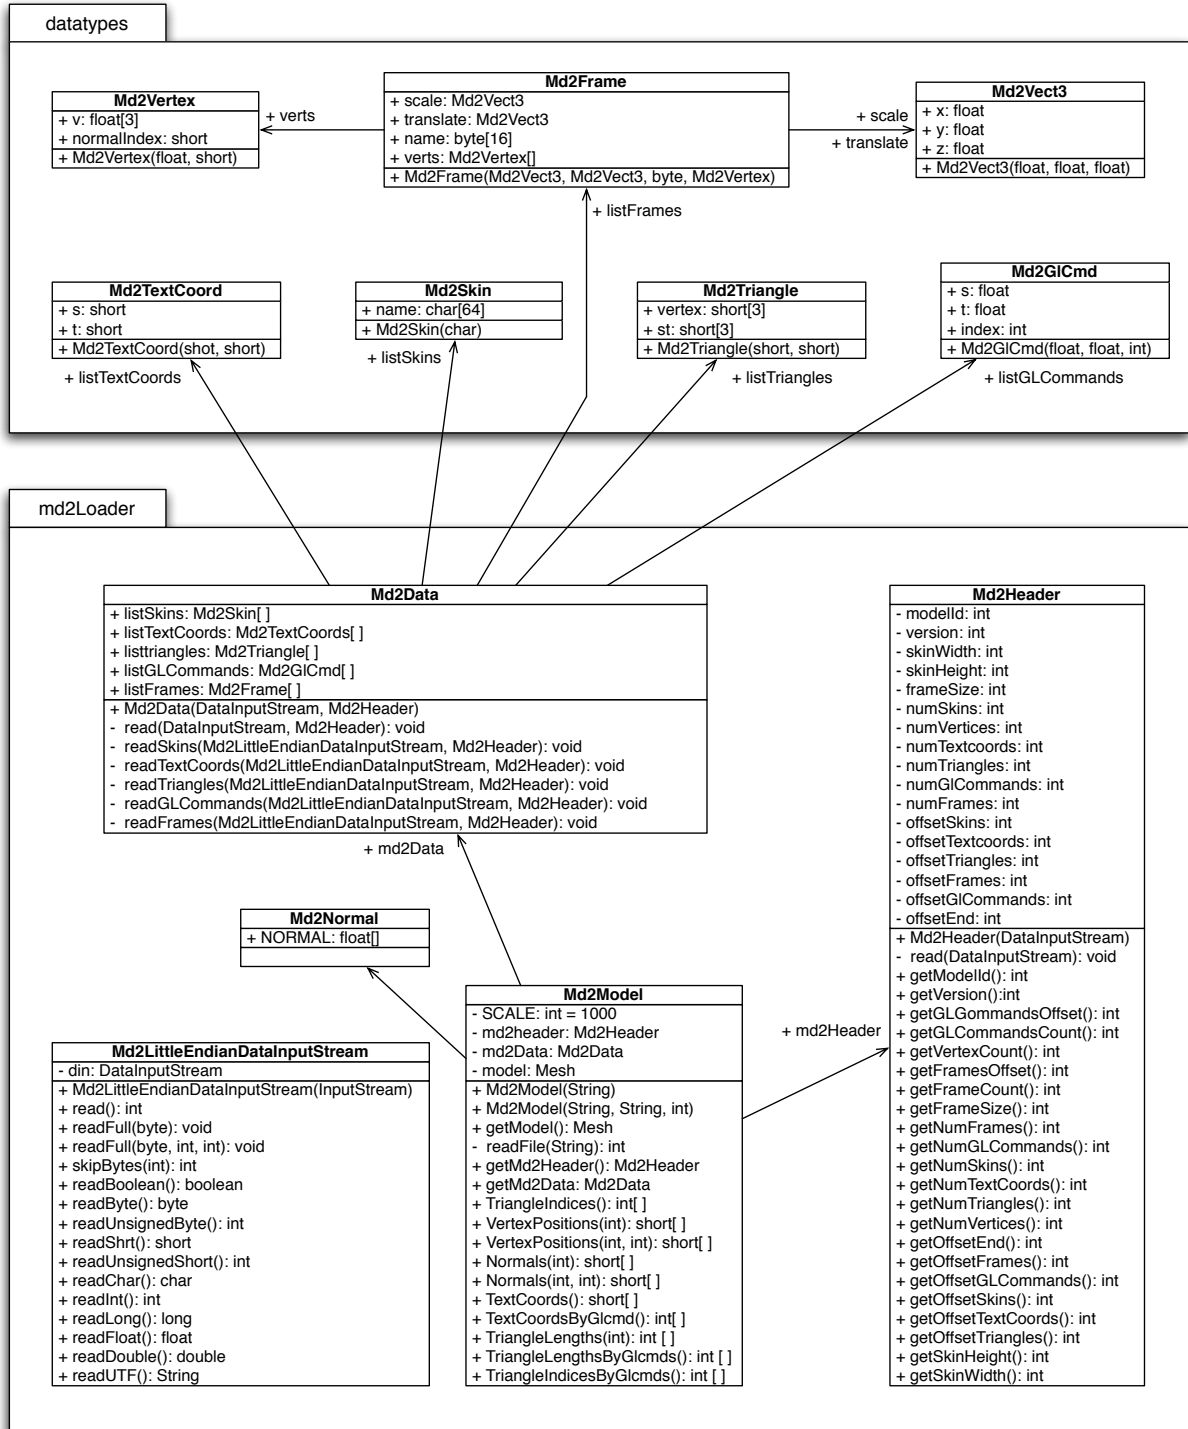 datatypes
Md2Vertex
+ v: float[3]
+ normalIndex: short
+ Md2Vertex(float, short)
+ verts
Md2Frame
+ scale: Md2Vect3
+ translate: Md2Vect3
+ name: byte[16]
+ verts: Md2Vertex[]
+ Md2Frame(Md2Vect3, Md2Vect3, byte, Md2Vertex)
+ scale
+ translate
Md2Vect3
+ x: float
+ y: float
+ z: float
+ Md2Vect3(float, float, float)
+ listFrames
Md2TextCoord
+ s: short
+ t: short
+ Md2TextCoord(shot, short)
+ listTextCoords
Md2Skin
+ name: char[64]
+ Md2Skin(char)
+ listSkins
Md2Triangle
+ vertex: short[3]
+ st: short[3]
+ Md2Triangle(short, short)
+ listTriangles
Md2GlCmd
+ s: float
+ t: float
+ index: int
+ Md2GlCmd(float, float, int)
+ listGLCommands
md2Loader
Md2Data
+ listSkins: Md2Skin[ ]
+ listTextCoords: Md2TextCoords[ ]
+ listtriangles: Md2Triangle[ ]
+ listGLCommands: Md2GlCmd[ ]
+ listFrames: Md2Frame[ ]
+ Md2Data(DataInputStream, Md2Header)
- read(DataInputStream, Md2Header): void
- readSkins(Md2LittleEndianDataInputStream, Md2Header): void
- readTextCoords(Md2LittleEndianDataInputStream, Md2Header): void
- readTriangles(Md2LittleEndianDataInputStream, Md2Header): void
- readGLCommands(Md2LittleEndianDataInputStream, Md2Header): void
- readFrames(Md2LittleEndianDataInputStream, Md2Header): void
+ md2Data
Md2Normal
+ NORMAL: float[]
Md2LittleEndianDataInputStream
- din: DataInputStream
+ Md2LittleEndianDataInputStream(InputStream)
+ read(): int
+ readFull(byte): void
+ readFull(byte, int, int): void
+ skipBytes(int): int
+ readBoolean(): boolean
+ readByte(): byte
+ readUnsignedByte(): int
+ readShrt(): short
+ readUnsignedShort(): int
+ readChar(): char
+ readInt(): int
+ readLong(): long
+ readFloat(): float
+ readDouble(): double
+ readUTF(): String
Md2Model
- SCALE: int = 1000
- md2header: Md2Header
- md2Data: Md2Data
- model: Mesh
+ Md2Model(String)
+ Md2Model(String, String, int)
+ getModel(): Mesh
- readFile(String): int
+ getMd2Header(): Md2Header
+ getMd2Data: Md2Data
+ TriangleIndices(): int[ ]
+ VertexPositions(int): short[ ]
+ VertexPositions(int, int): short[ ]
+ Normals(int): short[ ]
+ Normals(int, int): short[ ]
+ TextCoords(): short[ ]
+ TextCoordsByGlcmd(): int[ ]
+ TriangleLengths(int): int [ ]
+ TriangleLengthsByGlcmds(): int [ ]
+ TriangleIndicesByGlcmds(): int [ ]
+ md2Header
Md2Header
- modelId: int
- version: int
- skinWidth: int
- skinHeight: int
- frameSize: int
- numSkins: int
- numVertices: int
- numTextcoords: int
- numTriangles: int
- numGlCommands: int
- numFrames: int
- offsetSkins: int
- offsetTextcoords: int
- offsetTriangles: int
- offsetFrames: int
- offsetGlCommands: int
- offsetEnd: int
+ Md2Header(DataInputStream)
- read(DataInputStream): void
+ getModelId(): int
+ getVersion():int
+ getGLGommandsOffset(): int
+ getGLCommandsCount(): int
+ getVertexCount(): int
+ getFramesOffset(): int
+ getFrameCount(): int
+ getFrameSize(): int
+ getNumFrames(): int
+ getNumGLCommands(): int
+ getNumSkins(): int
+ getNumTextCoords(): int
+ getNumTriangles(): int
+ getNumVertices(): int
+ getOffsetEnd(): int
+ getOffsetFrames(): int
+ getOffsetGLCommands(): int
+ getOffsetSkins(): int
+ getOffsetTextCoords(): int
+ getOffsetTriangles(): int
+ getSkinHeight(): int
+ getSkinWidth(): int